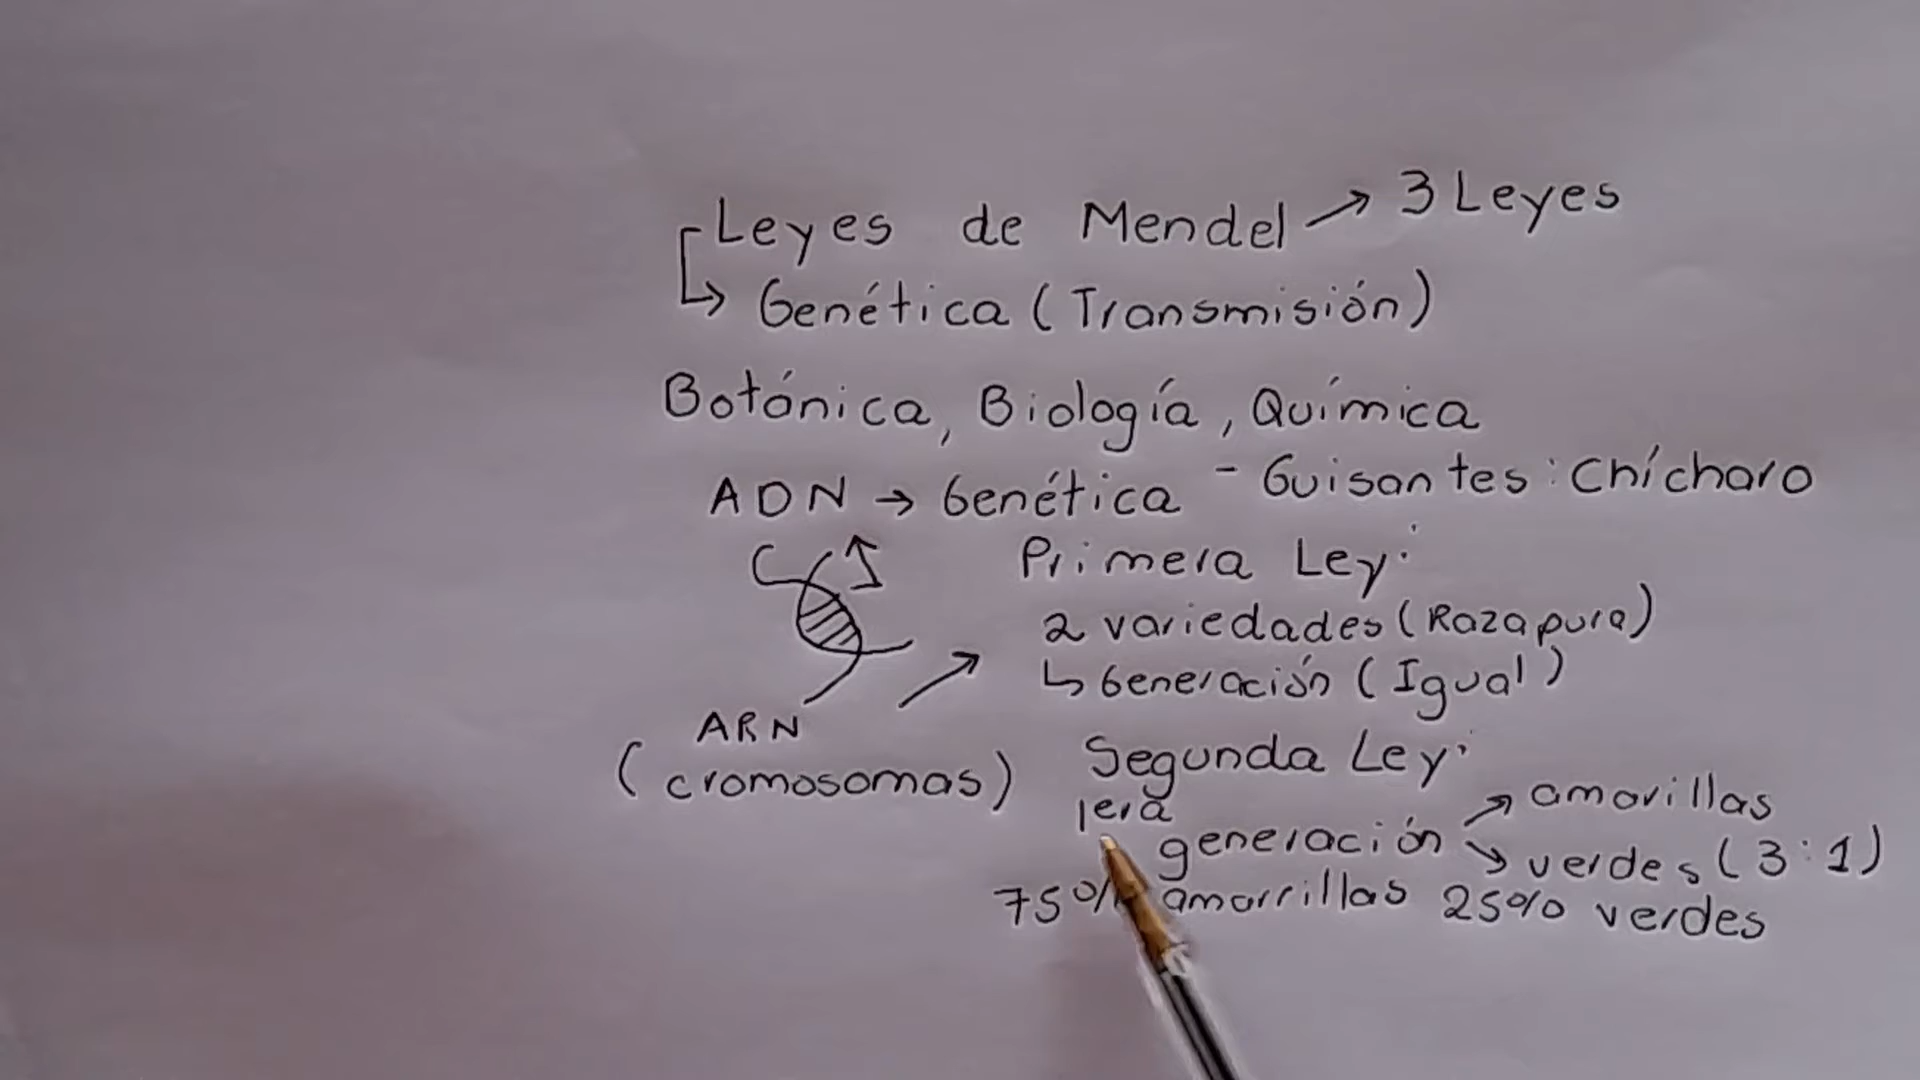 Leyes de Mendel → 3 Leyes
↳ Genética (Transmisión)
Botánica, Biología, Química
ADN → Genética - Guisantes: Chícharo
Primera Ley:
2 variedades (Raza pura)
↳ Generación (Igual)
ARN
(cromosomas)
Segunda Ley:
1era generación → amarillas
→ verdes (3:1)
75% amarrillas 25% verdes